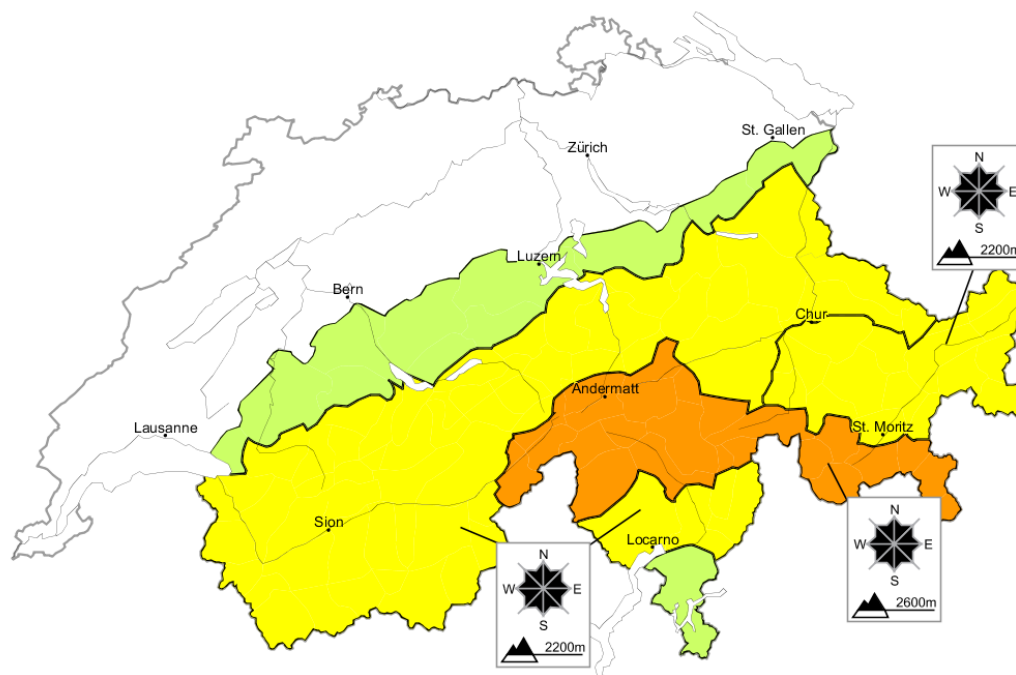 St. Gallen
Zürich
N
W E
S
2200m
Luzern
Bern
Chur
Andermatt
Lausanne
St. Moritz
Sion
Locarno
N
W E
S
2600m
N
W E
S
2200m